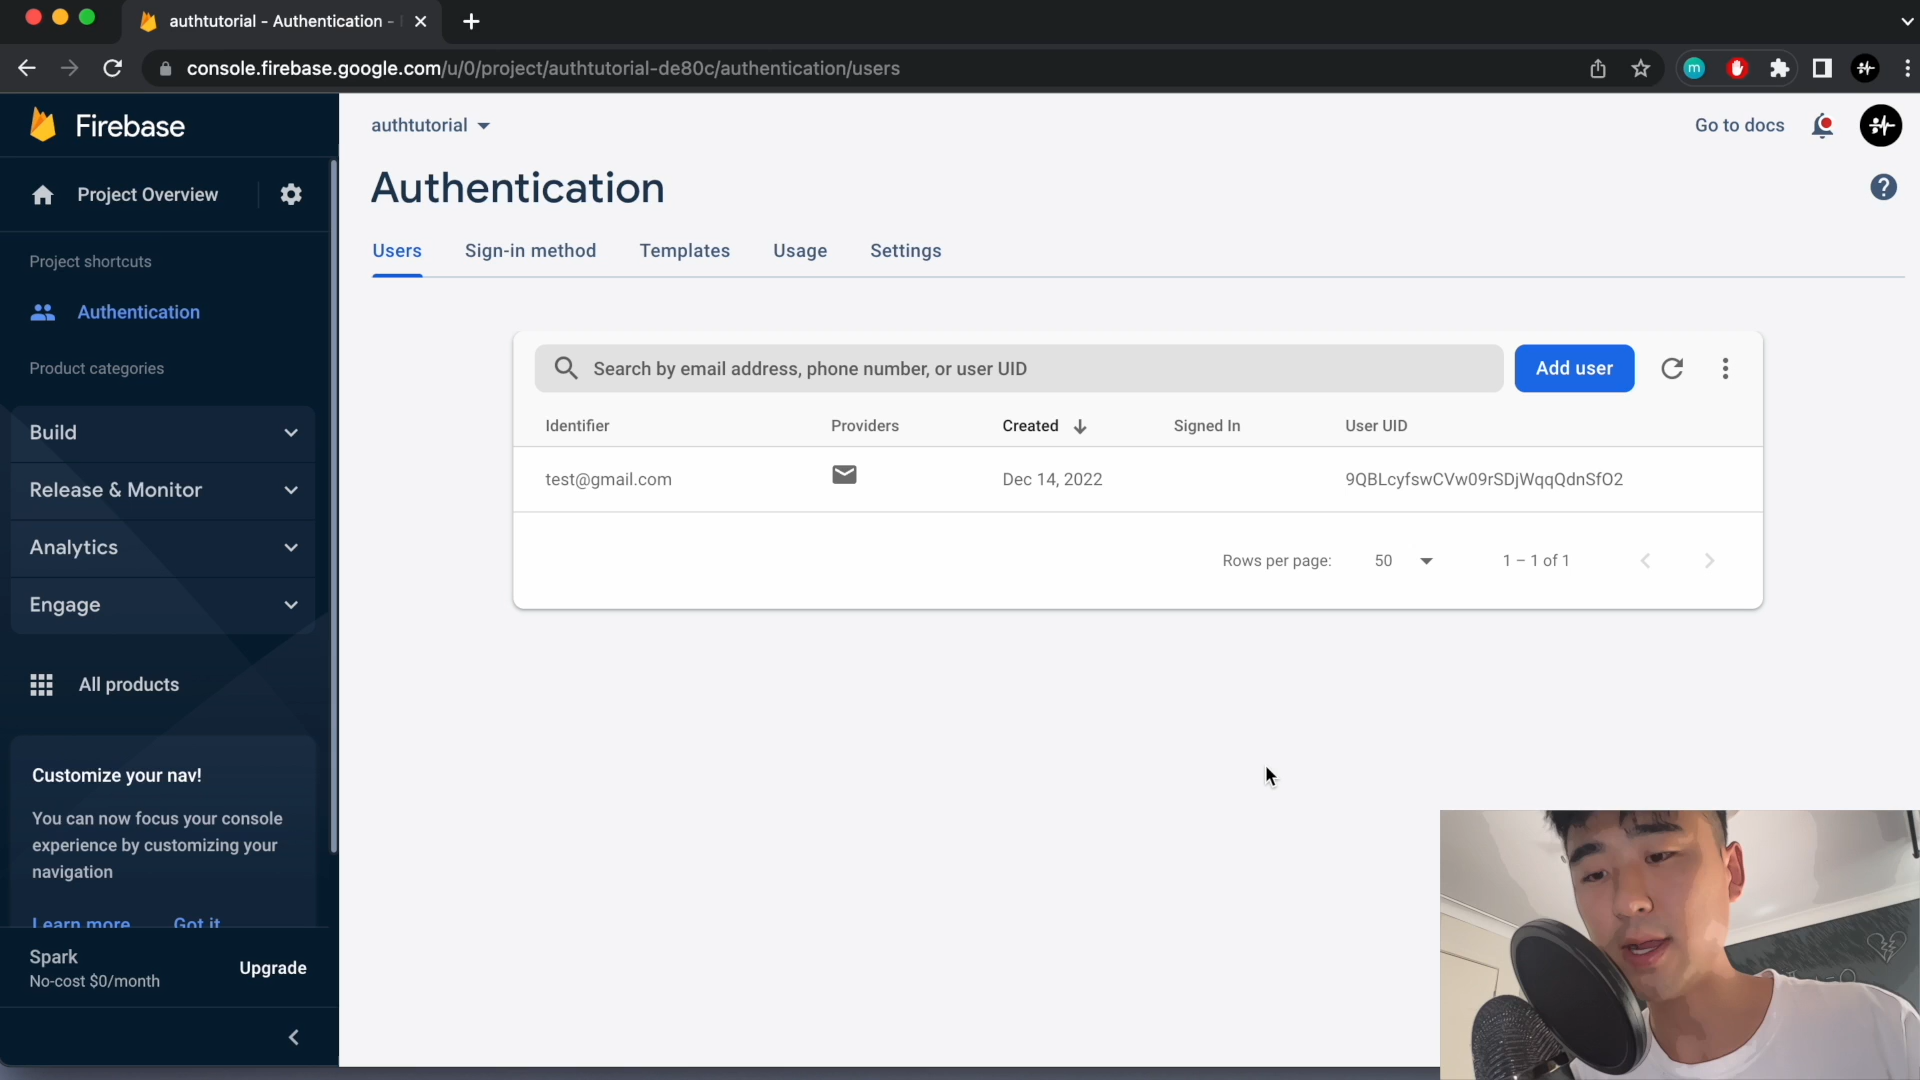 authtutorial - Authentication -
console.firebase.google.com/u/0/project/authtutorial-de80c/authentication/users
m
Firebase
authtutorial
Go to docs
Project Overview
Authentication
?
Users
Sign-in method
Templates
Usage
Settings
Project shortcuts
Authentication
Product categories
Build
Release & Monitor
Analytics
Engage
All products
Search by email address, phone number, or user UID
Add user
Identifier
Providers
Created
Signed In
User UID
test@gmail.com
Dec 14, 2022
9QBLcyfswCVw09rSDjWqqQdnSfO2
Rows per page:
50
1 – 1 of 1
Customize your nav!
You can now focus your console
experience by customizing your
navigation
Learn more
Got it
Spark
No-cost $0/month
Upgrade